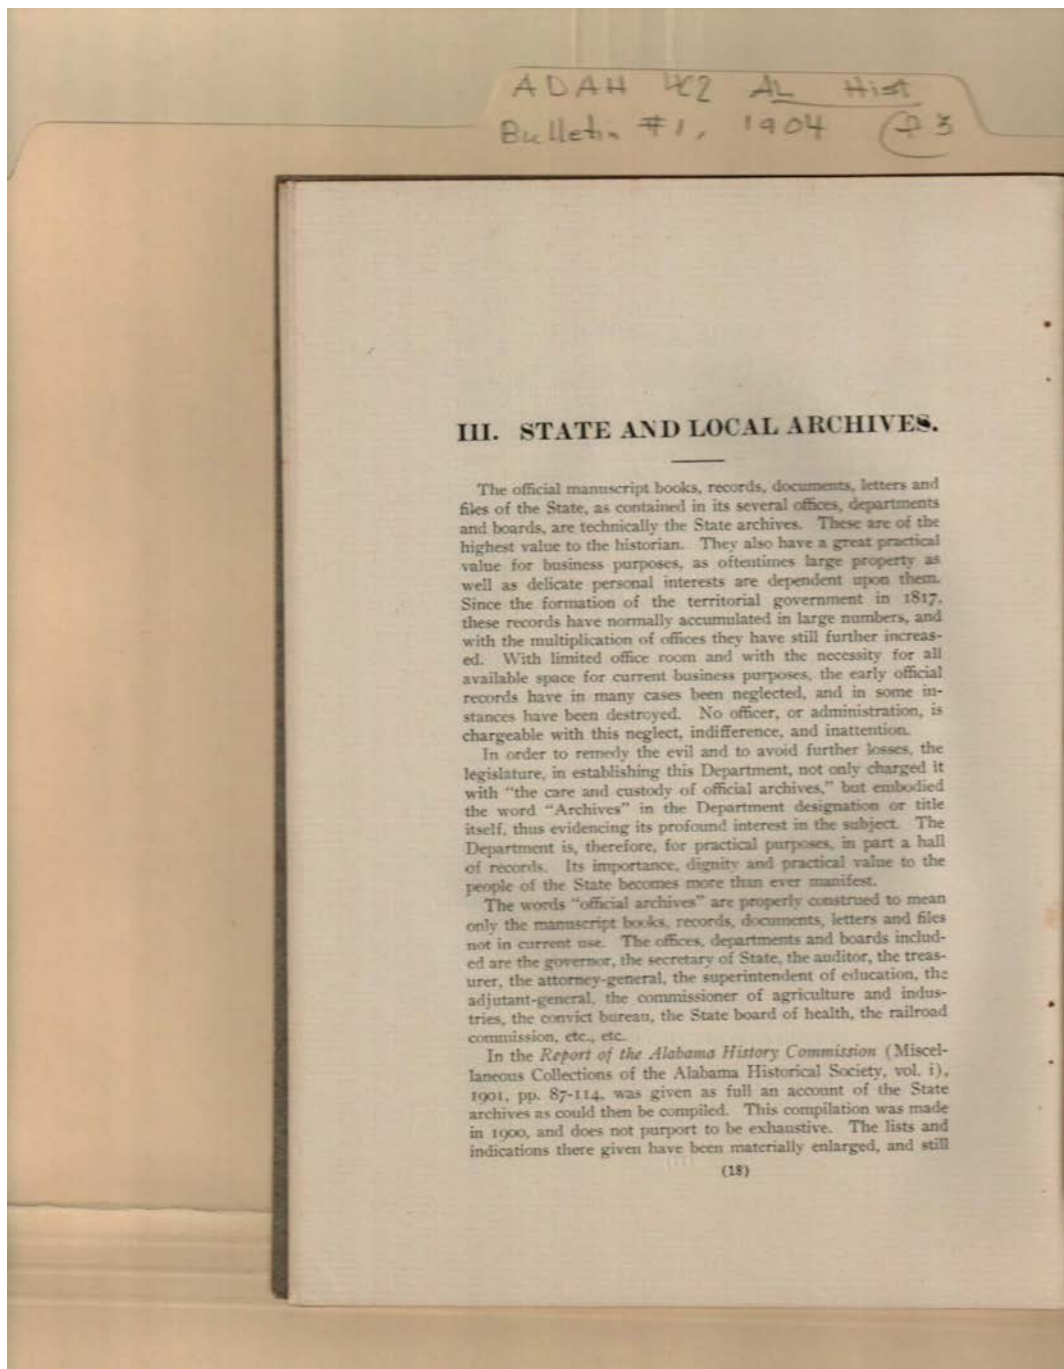 ADAH AL Hist
Bulletin #1, 1904 3
III. STATE AND LOCAL ARCHIVES.
The official manuscript books, records, documents, letters and
files of the State, as contained in its several offices, departments
and boards, are technically the State archives. These are of the
highest value to the historian. They also have a great practical
value for business purposes, as oftentimes large property as
well as delicate personal interests are dependent upon them.
Since the formation of the territorial government in 1817,
these records have normally accumulated in large numbers, and
with the multiplication of offices they have still further increas-
ed. With limited office room and with the necessity for all
available space for current business purposes, the early official
records have in many cases been neglected, and in some in-
stances have been destroyed. No officer, or administration, is
chargeable with this neglect, indifference, and inattention.
In order to remedy the evil and to avoid further losses, the
legislature, in establishing this Department, not only charged it
with "the care and custody of official archives," but embodied
the word "Archives" in the Department designation or title
itself, thus evidencing its profound interest in the subject. The
Department is, therefore, for practical purposes, in part a hall
of records. Its importance, dignity and practical value to the
people of the State becomes more than ever manifest.
The words "official archives" are properly construed to mean
only the manuscript books, records, documents, letters and files
not in current use. The offices, departments and boards includ-
ed are the governor, the secretary of State, the auditor, the treas-
urer, the attorney-general, the superintendent of education, the
adjutant-general, the commissioner of agriculture and indus-
tries, the convict bureau, the State board of health, the railroad
commission, etc., etc.
In the Report of the Alabama History Commission (Miscel-
laneous Collections of the Alabama Historical Society, vol. i),
1901, pp. 87-114, was given as full an account of the State
archives as could then be compiled. This compilation was made
in 1900, and does not purport to be exhaustive. The lists and
indications there given have been materially enlarged, and still
(18)